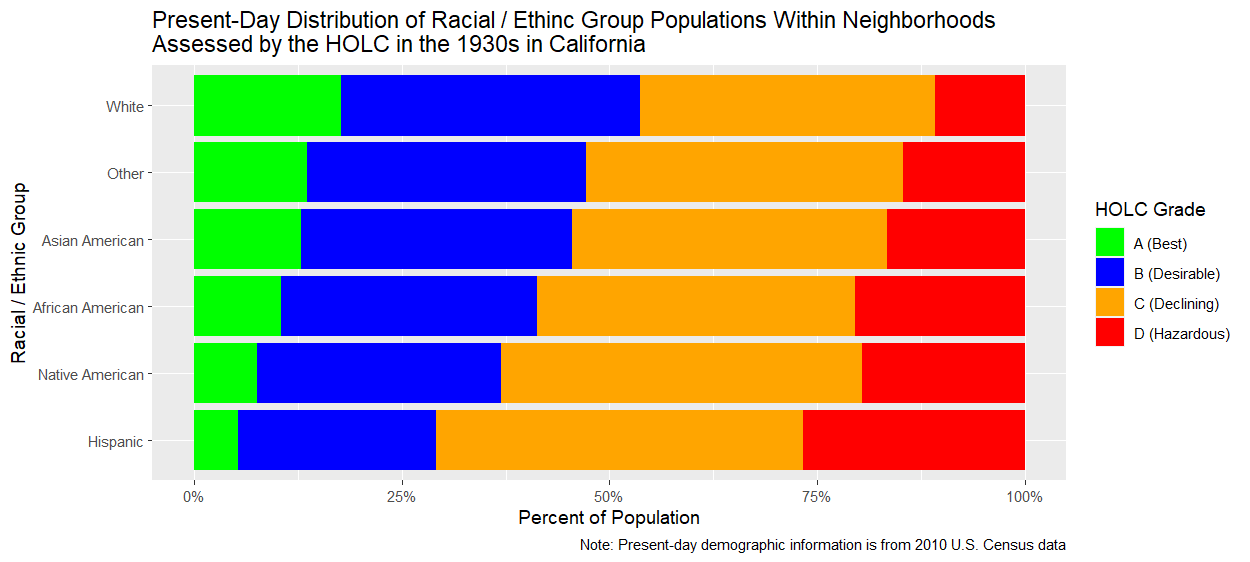 Present-Day Distribution of Racial / Ethinc Group Populations Within Neighborhoods
Assessed by the HOLC in the 1930s in California
Racial / Ethnic Group
White
Other
Asian American
African American
Native American
Hispanic
0%
25%
50%
75%
100%
Percent of Population
HOLC Grade
A (Best)
B (Desirable)
C (Declining)
D (Hazardous)
Note: Present-day demographic information is from 2010 U.S. Census data